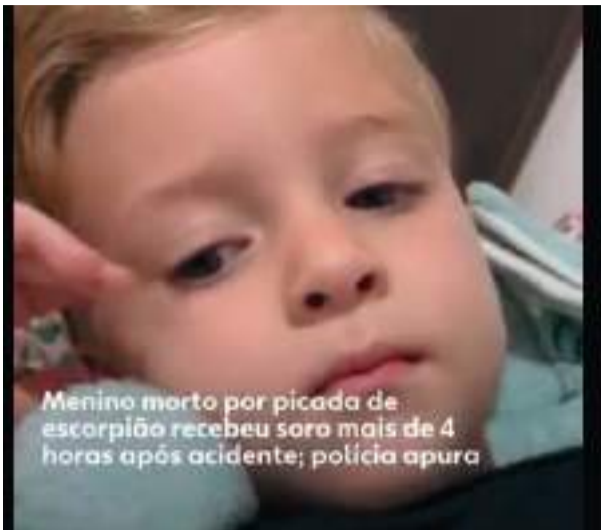 Menino morto por picada de
escorpião recebeu soro mais de 4
horas após acidente; polícia apura